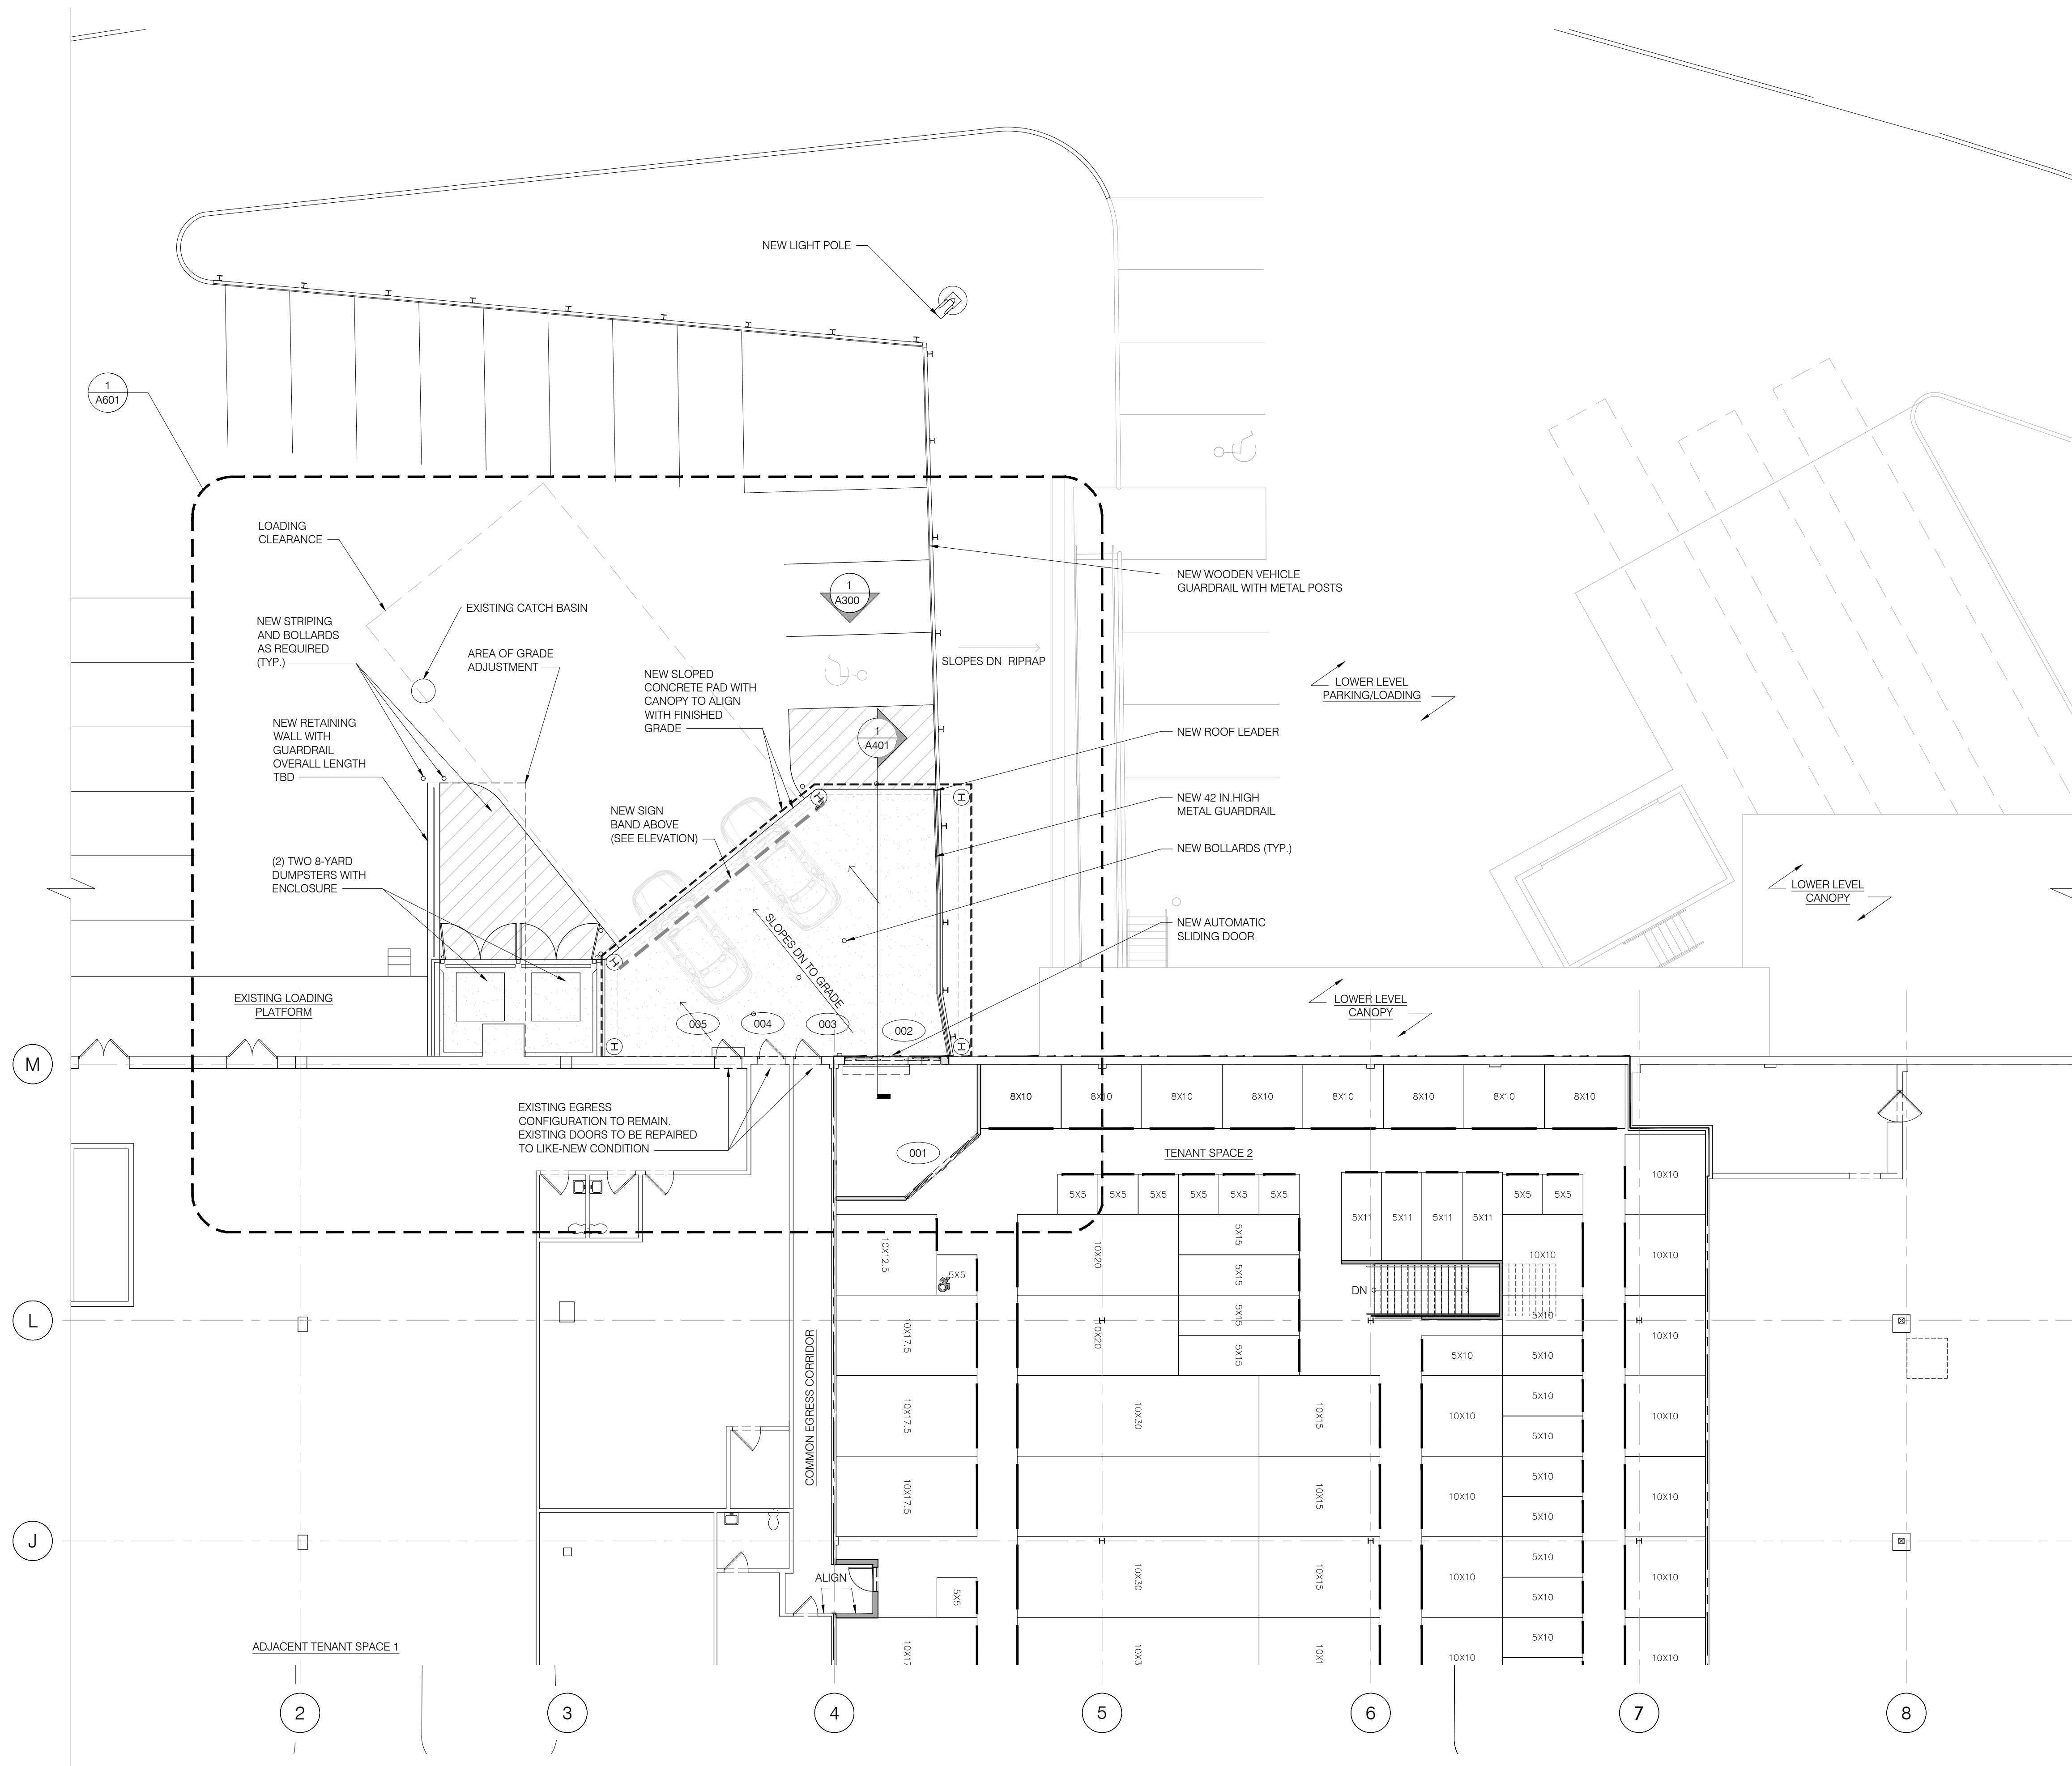 NEW LIGHT POLE
1
A601
LOADING
CLEARANCE
EXISTING CATCH BASIN
NEW STRIPING
AND BOLLARDS
AS REQUIRED
(TYP.)
AREA OF GRADE
ADJUSTMENT
NEW SLOPED
CONCRETE PAD WITH
CANOPY TO ALIGN
WITH FINISHED
GRADE
NEW RETAINING
WALL WITH
GUARDRAIL
OVERALL LENGTH
TBD
NEW SIGN
BAND ABOVE
(SEE ELEVATION)
(2) TWO 8-YARD
DUMPSTERS WITH
ENCLOSURE
1
A300
1
A401
NEW WOODEN VEHICLE
GUARDRAIL WITH METAL POSTS
SLOPES DN RIPRAP
NEW ROOF LEADER
NEW 42 IN.HIGH
METAL GUARDRAIL
NEW BOLLARDS (TYP.)
NEW AUTOMATIC
SLIDING DOOR
LOWER LEVEL
PARKING/LOADING
LOWER LEVEL
CANOPY
LOWER LEVEL
CANOPY
SLOPES DN TO GRADE
EXISTING LOADING
PLATFORM
005
004
003
002
M
EXISTING EGRESS
CONFIGURATION TO REMAIN.
EXISTING DOORS TO BE REPAIRED
TO LIKE-NEW CONDITION
001
8X10
8X10
8X10
8X10
8X10
8X10
8X10
8X10
TENANT SPACE 2
10X10
5X5
5X5
5X5
5X5
5X5
5X5
5X11
5X11
5X11
5X11
5X5
5X5
10X12.5
5X5
10X20
5X15
5X15
10X10
10X10
DN
L
10X17.5
10X20
5X15
5X15
5X10
5X10
5X10
10X10
COMMON EGRESS CORRIDOR
10X17.5
10X30
10X15
10X10
5X10
5X10
10X10
10X17.5
10X15
10X10
5X10
5X10
10X10
J
ALIGN
5X5
10X30
10X15
10X10
5X10
5X10
10X10
10X17
10X3
10X1
10X10
5X10
10X10
ADJACENT TENANT SPACE 1
2
3
4
5
6
7
8